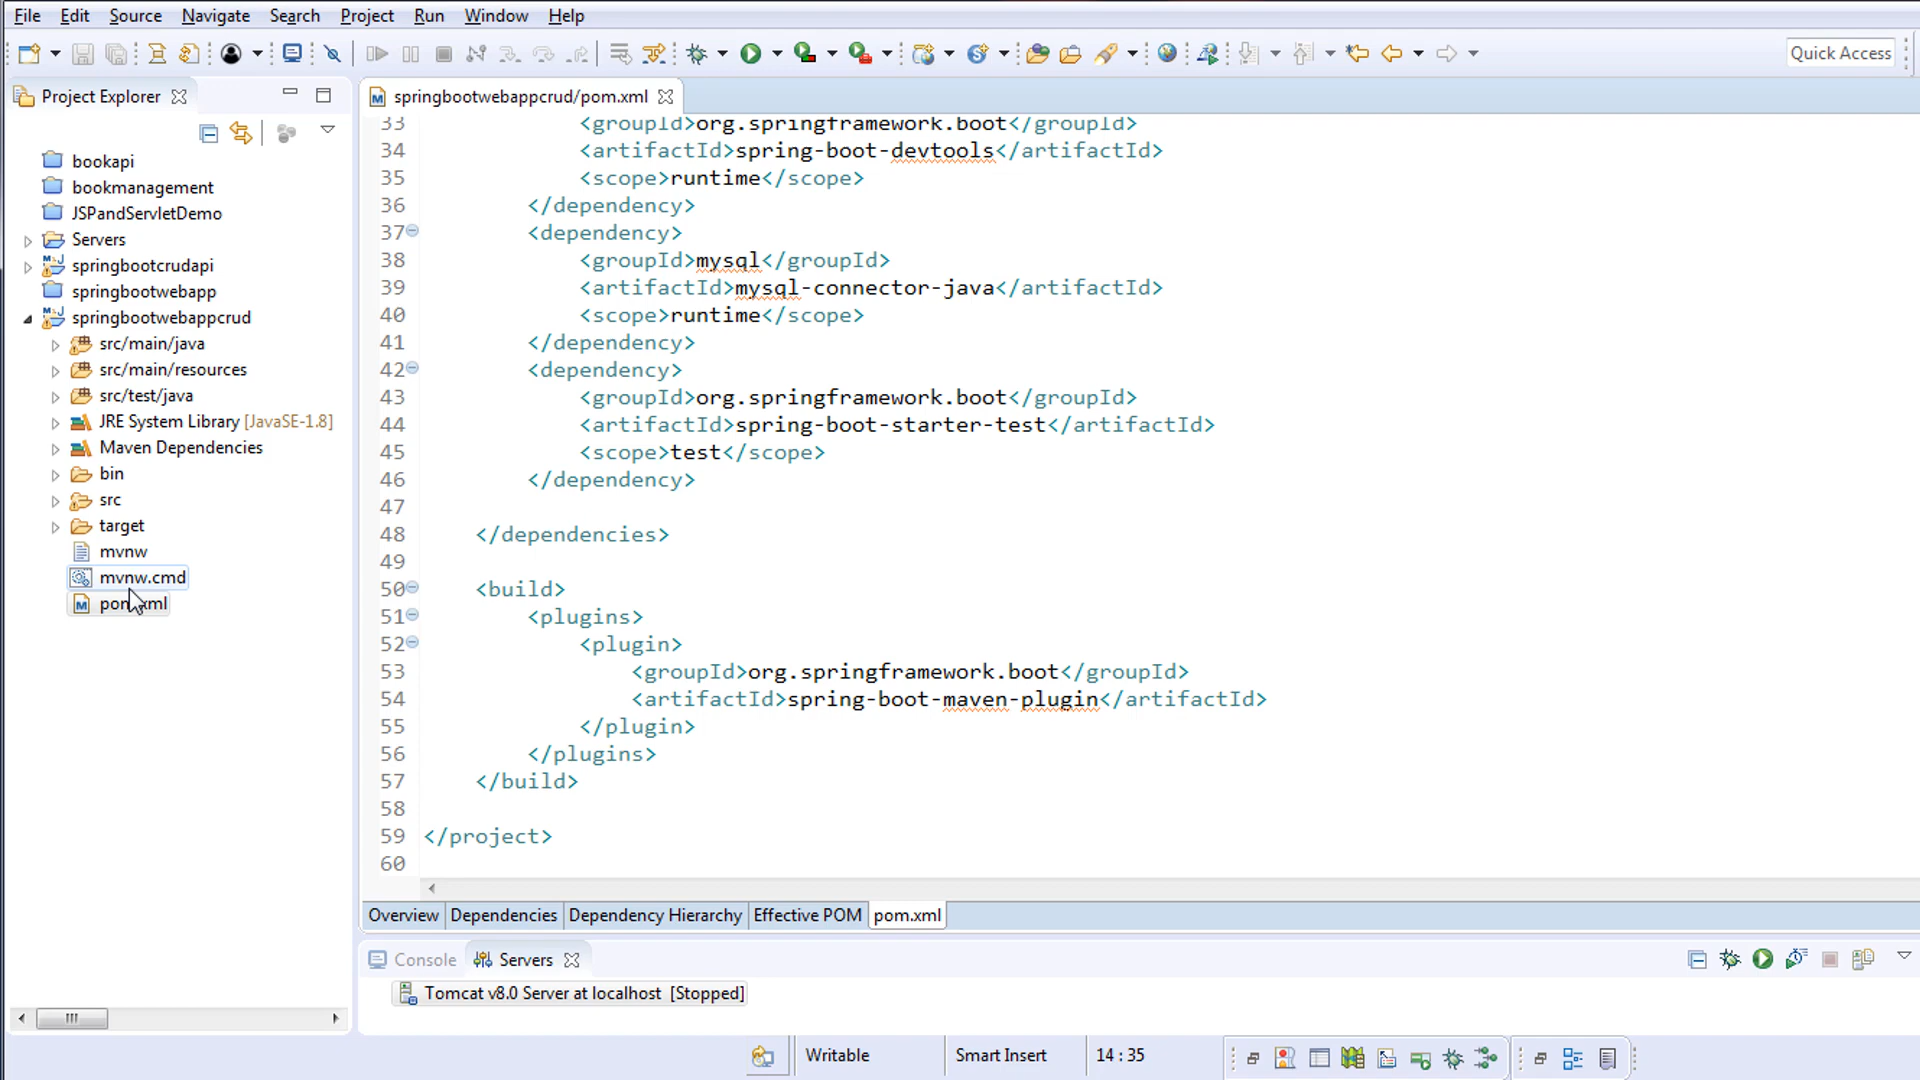 File Edit Source Navigate Search Project Run Window Help
Quick Access
Project Explorer
bookapi
bookmanagement
JSPandServletDemo
Servers
springbootcrudapi
springbootwebapp
springbootwebappcrud
src/main/java
src/main/resources
src/test/java
JRE System Library [JavaSE-1.8]
Maven Dependencies
bin
src
target
mvnw
mvnw.cmd
pom.xml
springbootwebappcrud/pom.xml
33 <groupId>org.springframework.boot</groupId>
34 <artifactId>spring-boot-devtools</artifactId>
35 <scope>runtime</scope>
36 </dependency>
37 <dependency>
38 <groupId>mysql</groupId>
39 <artifactId>mysql-connector-java</artifactId>
40 <scope>runtime</scope>
41 </dependency>
42 <dependency>
43 <groupId>org.springframework.boot</groupId>
44 <artifactId>spring-boot-starter-test</artifactId>
45 <scope>test</scope>
46 </dependency>
47
48 </dependencies>
49
50 <build>
51 <plugins>
52 <plugin>
53 <groupId>org.springframework.boot</groupId>
54 <artifactId>spring-boot-maven-plugin</artifactId>
55 </plugin>
56 </plugins>
57 </build>
58
59 </project>
60
Overview Dependencies Dependency Hierarchy Effective POM pom.xml
Console Servers
Tomcat v8.0 Server at localhost [Stopped]
Writable Smart Insert 14 : 35